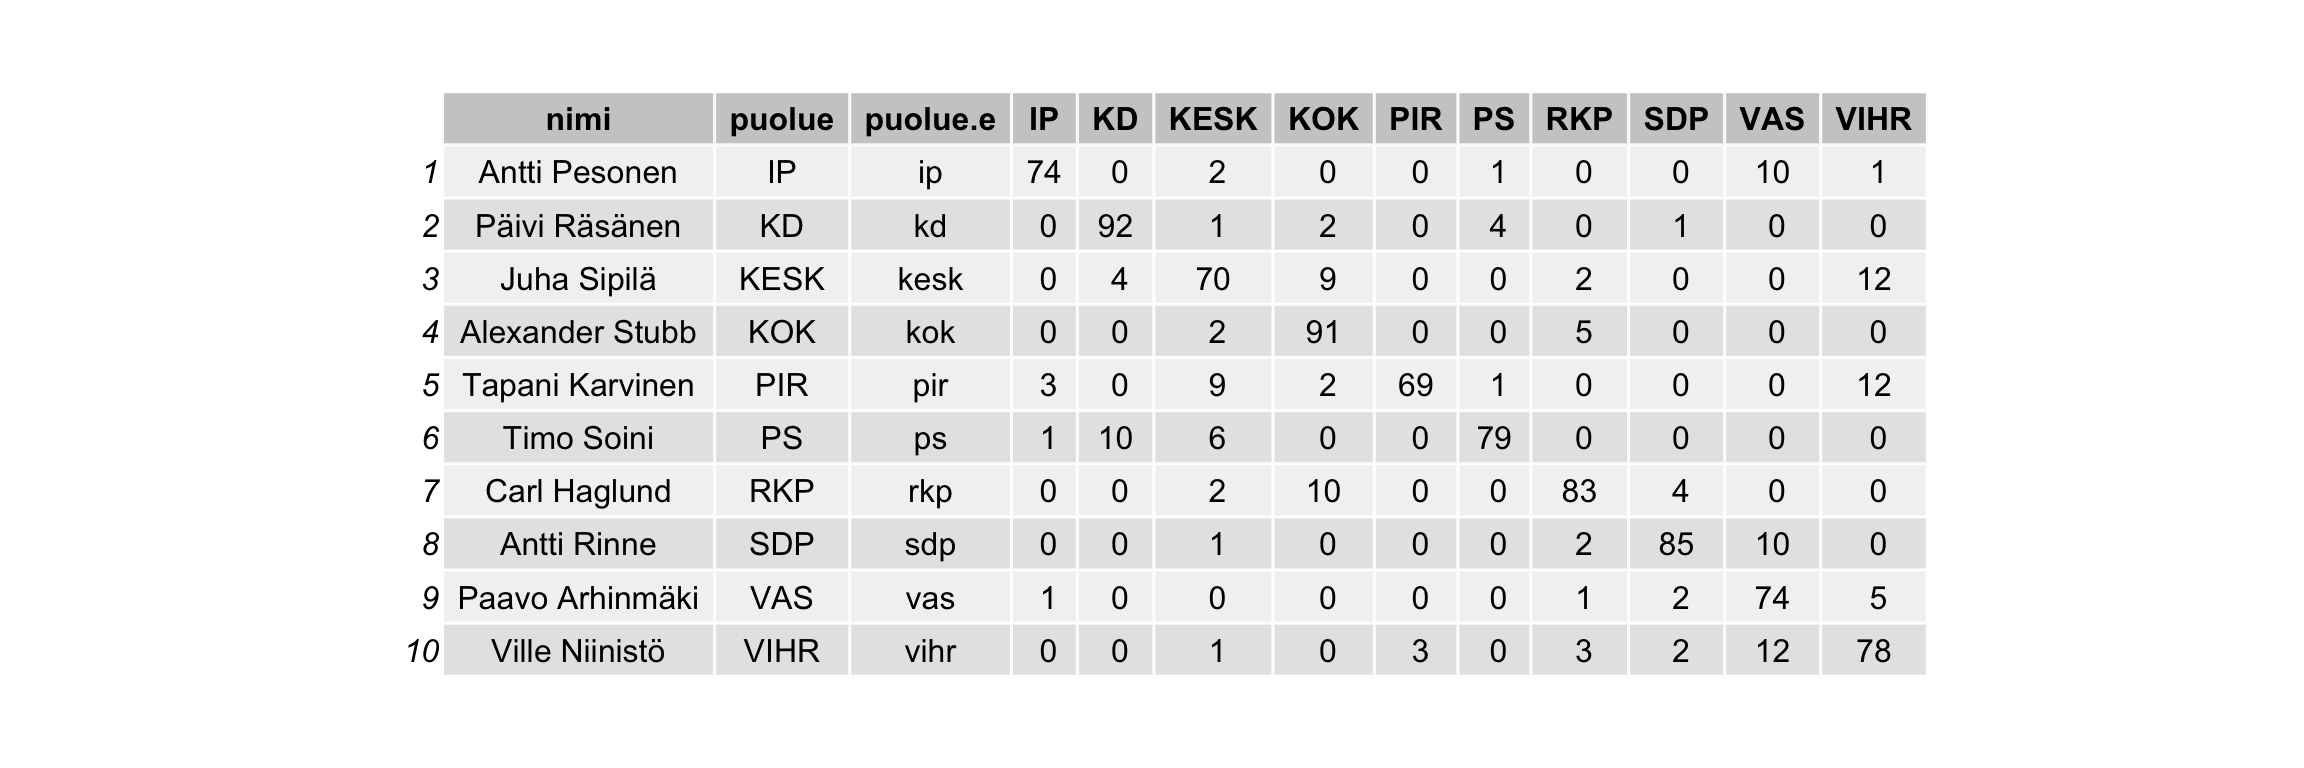 nimi puolue puolue.e IP KD KESK KOK PIR PS RKP SDP VAS VIHR
1 Antti Pesonen IP ip 74 0 2 0 0 1 0 0 10 1
2 Päivi Räsänen KD kd 0 92 1 2 0 4 0 1 0 0
3 Juha Sipilä KESK kesk 0 4 70 9 0 0 2 0 0 12
4 Alexander Stubb KOK kok 0 0 2 91 0 0 5 0 0 0
5 Tapani Karvinen PIR pir 3 0 9 2 69 1 0 0 0 12
6 Timo Soini PS ps 1 10 6 0 0 79 0 0 0 0
7 Carl Haglund RKP rkp 0 0 2 10 0 0 83 4 0 0
8 Antti Rinne SDP sdp 0 0 1 0 0 0 2 85 10 0
9 Paavo Arhinmäki VAS vas 1 0 0 0 0 0 1 2 74 5
10 Ville Niinistö VIHR vihr 0 0 1 0 3 0 3 2 12 78